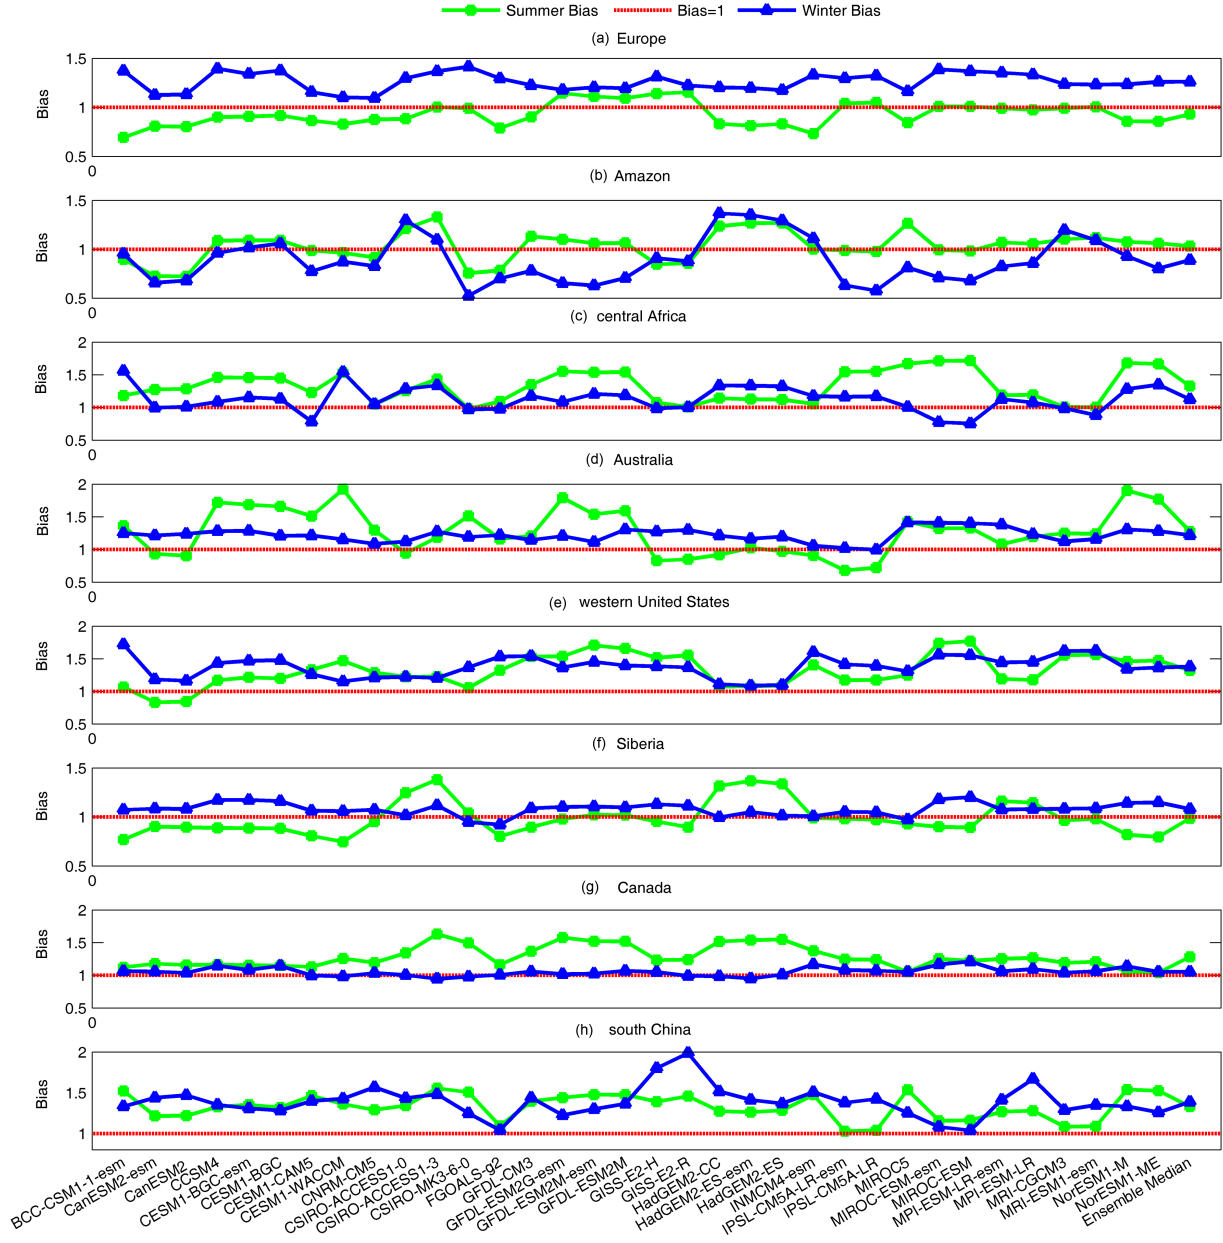 Summer Bias Bias=1 Winter Bias
(a) Europe
1.5
1
0.5
0
Bias
(b) Amazon
1.5
1
0.5
0
Bias
(c) central Africa
2
1.5
1
0.5
0
Bias
(d) Australia
2
1.5
1
0.5
0
Bias
(e) western United States
2
1.5
1
0.5
0
Bias
(f) Siberia
1.5
1
0.5
0
Bias
(g) Canada
2
1.5
1
0.5
0
Bias
(h) south China
2
1.5
1
Bias
BCC-CSM1-1-esm
CanESM2-esm
CanESM2
CCSM4
CESM1-BGC-esm
CESM1-BGC
CESM1-CAM5
CESM1-WACCM
CNRM-CM5
CSIRO-ACCESS1-0
CSIRO-ACCESS1-3
CSIRO-MK3-6-0
FGOALS-g2
GFDL-CM3
GFDL-ESM2G-esm
GFDL-ESM2M-esm
GFDL-ESM2M
GISS-E2-H
GISS-E2-R
HadGEM2-CC
HadGEM2-ES-esm
HadGEM2-ES
INMCM4-esm
IPSL-CM5A-LR-esm
IPSL-CM5A-LR
MIROC5
MIROC-ESM-esm
MIROC-ESM
MPI-ESM-LR-esm
MPI-ESM-LR
MRI-CGCM3
MRI-ESM1-esm
NorESM1-M
NorESM1-ME
Ensemble Median